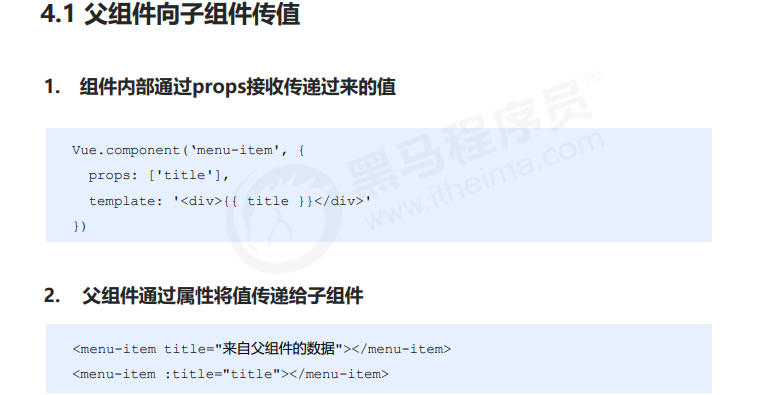 4.1 父组件向子组件传值
1. 组件内部通过props接收传递过来的值
黑马程序员™
www.itheima.com
Vue.component(‘menu-item', {
props: ['title'],
template: '<div>{{ title }}</div>'
})
2. 父组件通过属性将值传递给子组件
<menu-item title="来自父组件的数据"></menu-item>
<menu-item :title="title"></menu-item>